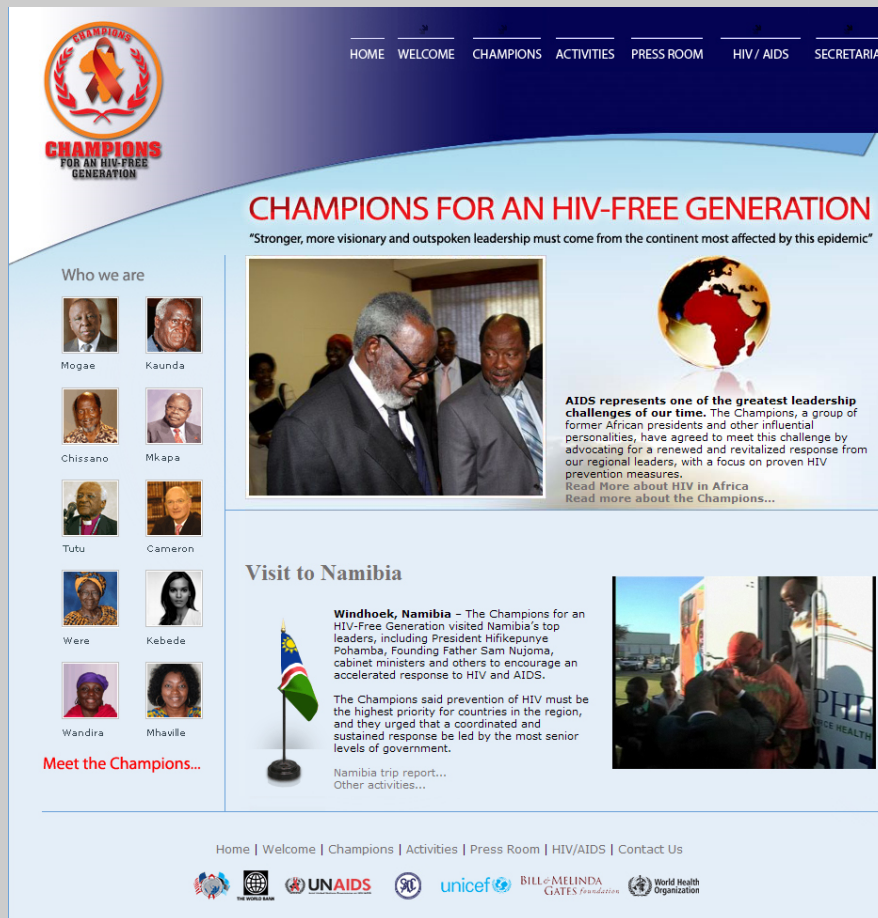 CHAMPIONS
CHAMPIONS
FOR AN HIV-FREE
GENERATION
HOME WELCOME CHAMPIONS ACTIVITIES PRESS ROOM HIV / AIDS SECRETARIA
CHAMPIONS FOR AN HIV-FREE GENERATION
"Stronger, more visionary and outspoken leadership must come from the continent most affected by this epidemic"
Who we are
Mogae Kaunda
Chissano Mkapa
Tutu Cameron
Were Kebede
Wandira Mhaville
Meet the Champions...
AIDS represents one of the greatest leadership
challenges of our time. The Champions, a group of
former African presidents and other influential
personalities, have agreed to meet this challenge by
advocating for a renewed and revitalized response from
our regional leaders, with a focus on proven HIV
prevention measures.
Read More about HIV in Africa
Read more about the Champions...
Visit to Namibia
Windhoek, Namibia – The Champions for an
HIV-Free Generation visited Namibia's top
leaders, including President Hifikepunye
Pohamba, Founding Father Sam Nujoma,
cabinet ministers and others to encourage an
accelerated response to HIV and AIDS.
The Champions said prevention of HIV must be
the highest priority for countries in the region,
and they urged that a coordinated and
sustained response be led by the most senior
levels of government.
Namibia trip report...
Other activities...
PHE
RCE HEALTH
ALT
Home | Welcome | Champions | Activities | Press Room | HIV/AIDS | Contact Us
THE WORLD BANK
UNAIDS
unicef
BILL & MELINDA
GATES foundation
World Health
Organization